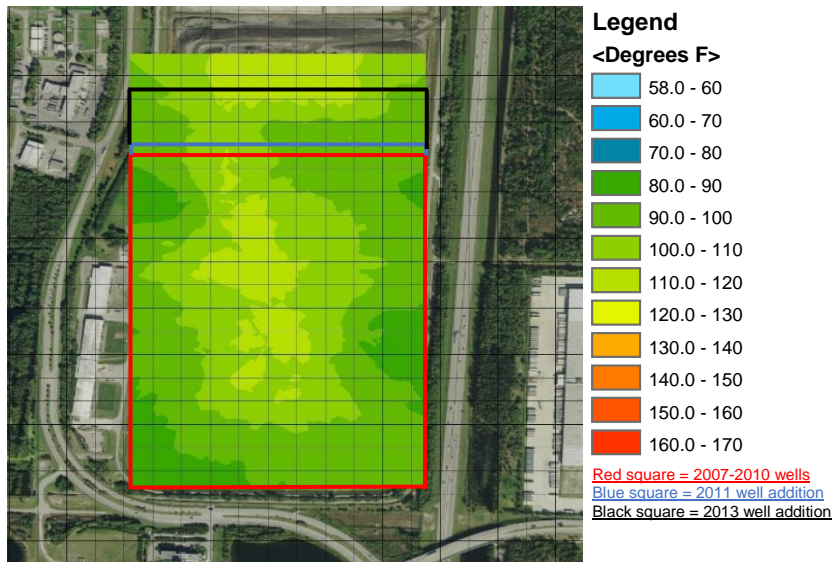 Legend
<Degrees F>
58.0 - 60
60.0 - 70
70.0 - 80
80.0 - 90
90.0 - 100
100.0 - 110
110.0 - 120
120.0 - 130
130.0 - 140
140.0 - 150
150.0 - 160
160.0 - 170
Red square = 2007-2010 wells
Blue square = 2011 well addition
Black square = 2013 well addition